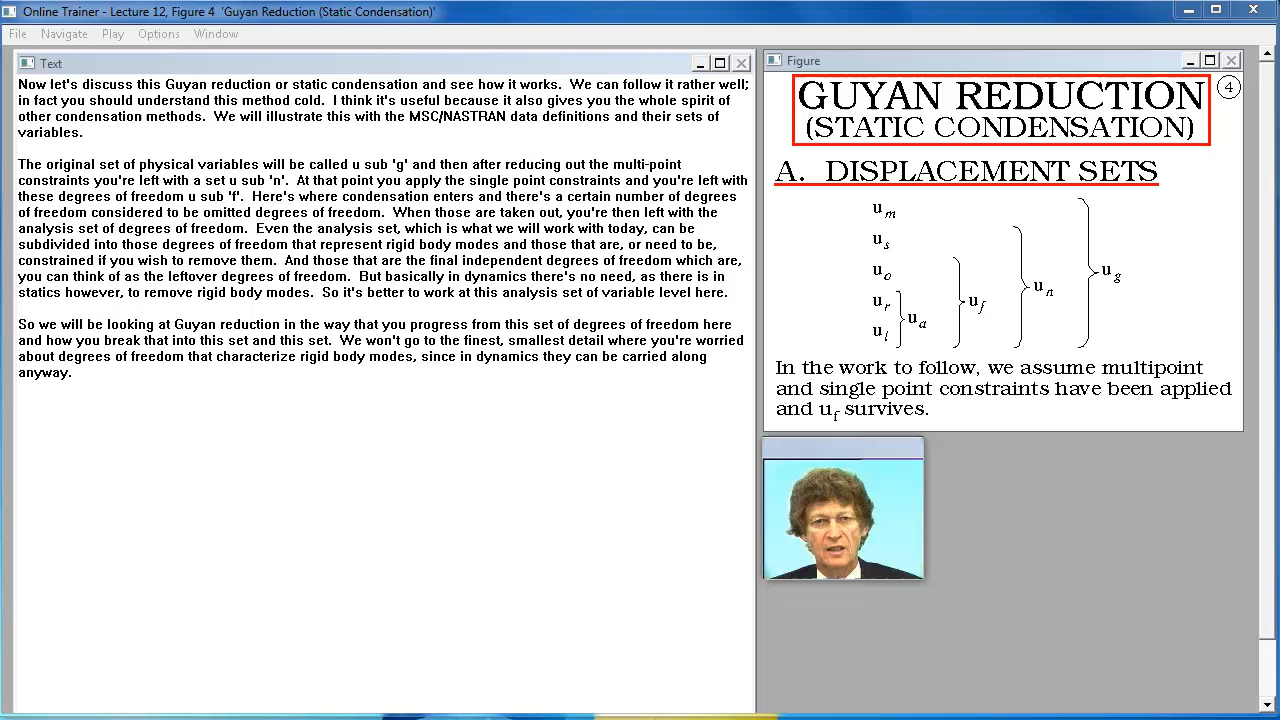 Online Trainer - Lecture 12, Figure 4 'Guyan Reduction (Static Condensation)'
File Navigate Play Options Window
Text
Now let's discuss this Guyan reduction or static condensation and see how it works. We can follow it rather well;
in fact you should understand this method cold. I think it's useful because it also gives you the whole spirit of
other condensation methods. We will illustrate this with the MSC/NASTRAN data definitions and their sets of
variables.
The original set of physical variables will be called u sub 'g' and then after reducing out the multi-point
constraints you're left with a set u sub 'n'. At that point you apply the single point constraints and you're left with
these degrees of freedom u sub 'f'. Here's where condensation enters and there's a certain number of degrees
of freedom considered to be omitted degrees of freedom. When those are taken out, you're then left with the
analysis set of degrees of freedom. Even the analysis set, which is what we will work with today, can be
subdivided into those degrees of freedom that represent rigid body modes and those that are, or need to be,
constrained if you wish to remove them. And those that are the final independent degrees of freedom which are,
you can think of as the leftover degrees of freedom. But basically in dynamics there's no need, as there is in
statics however, to remove rigid body modes. So it's better to work at this analysis set of variable level here.
So we will be looking at Guyan reduction in the way that you progress from this set of degrees of freedom here
and how you break that into this set and this set. We won't go to the finest, smallest detail where you're worried
about degrees of freedom that characterize rigid body modes, since in dynamics they can be carried along
anyway.
Figure
GUYAN REDUCTION
4
(STATIC CONDENSATION)
A. DISPLACEMENT SETS
u_m
u_s
u_o
u_r
u_l
u_a
u_f
u_n
u_g
In the work to follow, we assume multipoint
and single point constraints have been applied
and u_f survives.